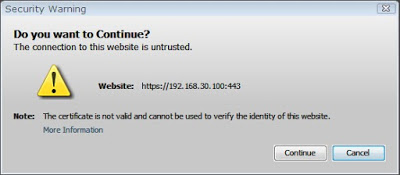 Security Warning
Do you want to Continue?
The connection to this website is untrusted.
Website: https://192.168.30.100:443
Note: The certificate is not valid and cannot be used to verify the identity of this website.
More Information
Continue Cancel